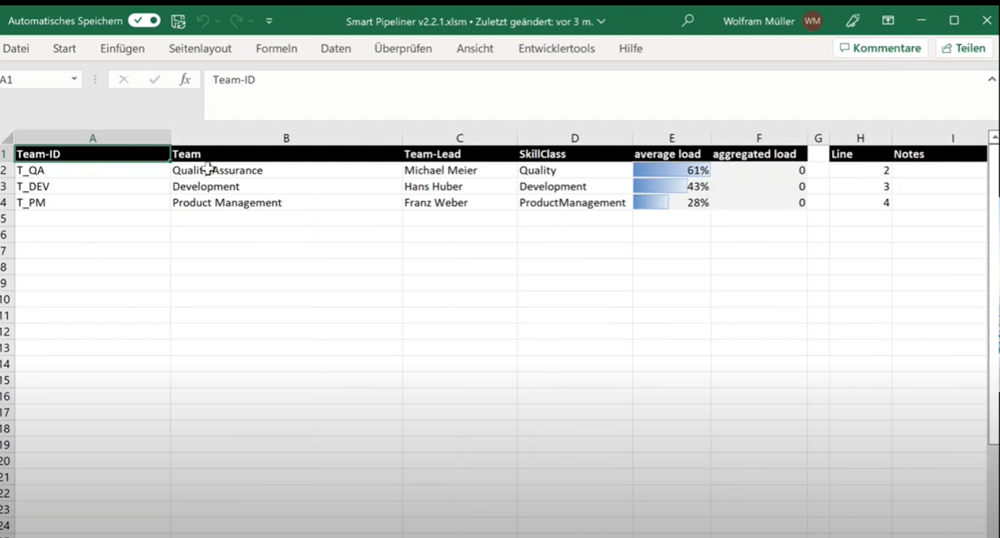 Automatisches Speichern Smart Pipeliner v2.2.1.xlsm • Zuletzt geändert: vor 3 m. Wolfram Müller WM
Datei Start Einfügen Seitenlayout Formeln Daten Überprüfen Ansicht Entwicklertools Hilfe Kommentare Teilen
A1 fx Team-ID
A B C D E F G H I
1 Team-ID Team Team-Lead SkillClass average load aggregated load Line Notes
2 T_QA Quality Assurance Michael Meier Quality 61% 0 2
3 T_DEV Development Hans Huber Development 43% 0 3
4 T_PM Product Management Franz Weber ProductManagement 28% 0 4
5
6
7
8
9
10
11
12
13
14
15
16
17
18
19
20
21
22
23
24